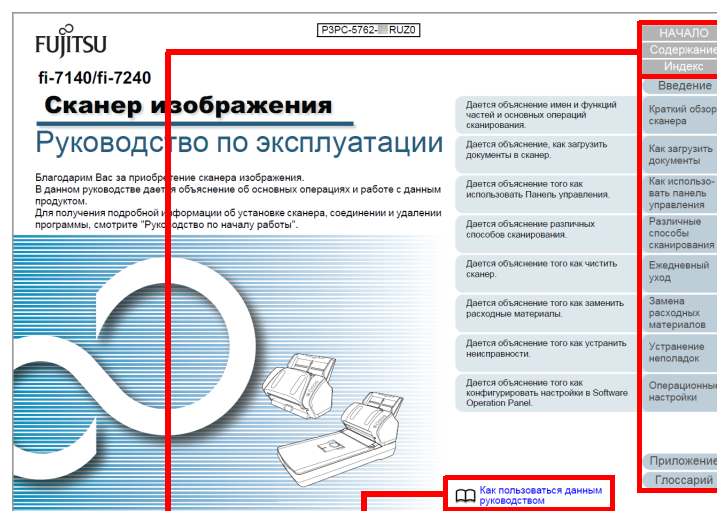 FUJITSU
P3PC-5762- RUZ0
fi-7140/fi-7240
Сканер изображения
Руководство по эксплуатации
Благодарим Вас за приобретение сканера изображения.
В данном руководстве дается объяснение об основных операциях и работе с данным
продуктом.
Для получения подробной информации об установке сканера, соединении и удалении
программы, смотрите "Руководство по началу работы".
Дается объяснение имен и функций
частей и основных операций
сканирования.
Дается объяснение, как загрузить
документы в сканер.
Дается объяснение того как
использовать Панель управления.
Дается объяснение различных
способов сканирования.
Дается объяснение того как чистить
сканер.
Дается объяснение того как заменить
расходные материалы.
Дается объяснение того как устранить
неисправности.
Дается объяснение того как
конфигурировать настройки в Software
Operation Panel.
НАЧАЛО
Содержание
Индекс
Введение
Краткий обзор
сканера
Как загрузить
документы
Как использо-
вать панель
управления
Различные
способы
сканирования
Ежедневный
уход
Замена
расходных
материалов
Устранение
неполадок
Операционные
настройки
Приложение
Глоссарий
Как пользоваться данным
руководством